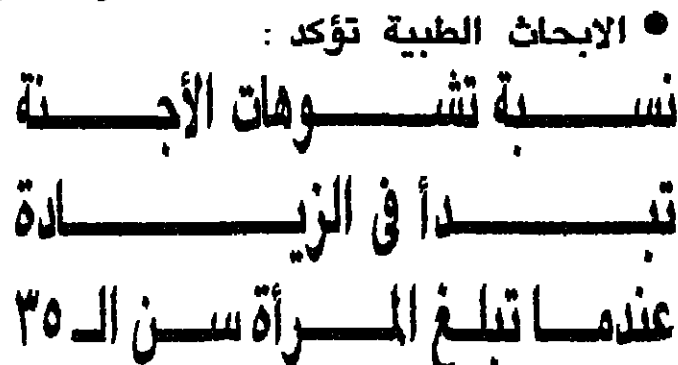 ● الابحاث الطبية تؤكد :
نسبة تشوهات الأجنة
تبدأ فى الزيادة
عندما تبلغ المرأة سن الـ ٣٥